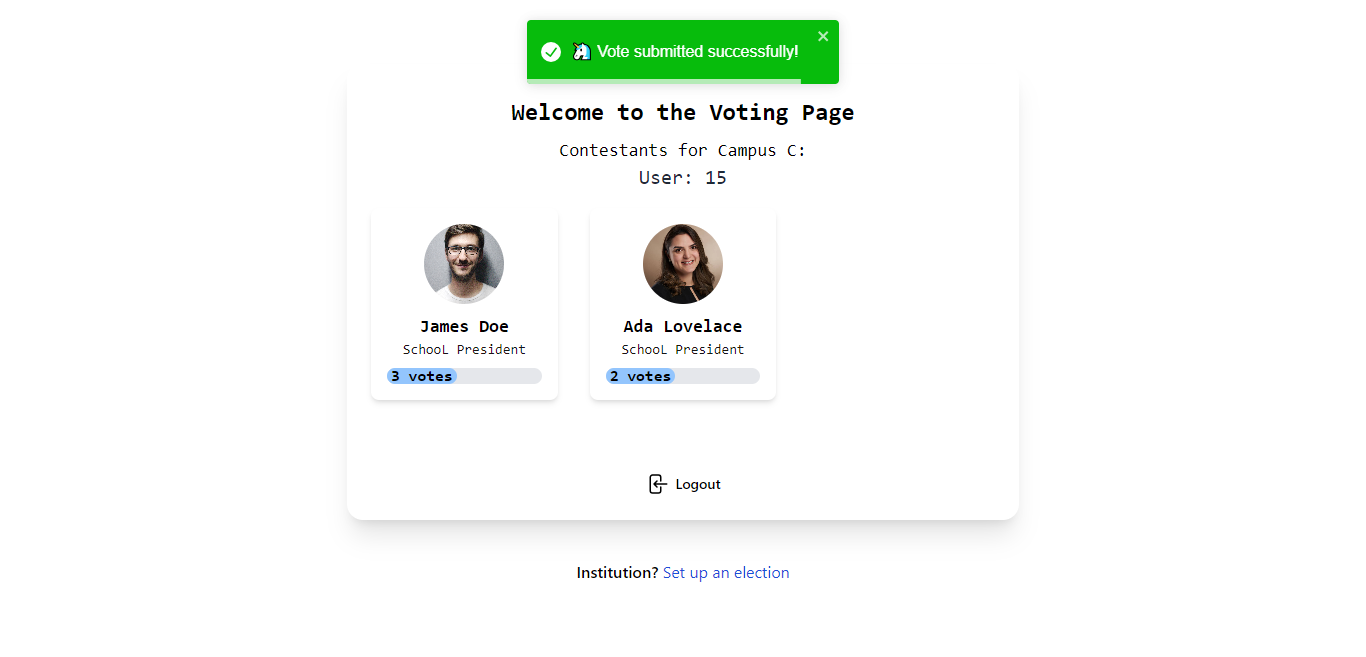 🦄 Vote submitted successfully!
Welcome to the Voting Page
Contestants for Campus C:
User: 15
James Doe
SchooL President
3 votes
Ada Lovelace
SchooL President
2 votes
Logout
Institution? Set up an election